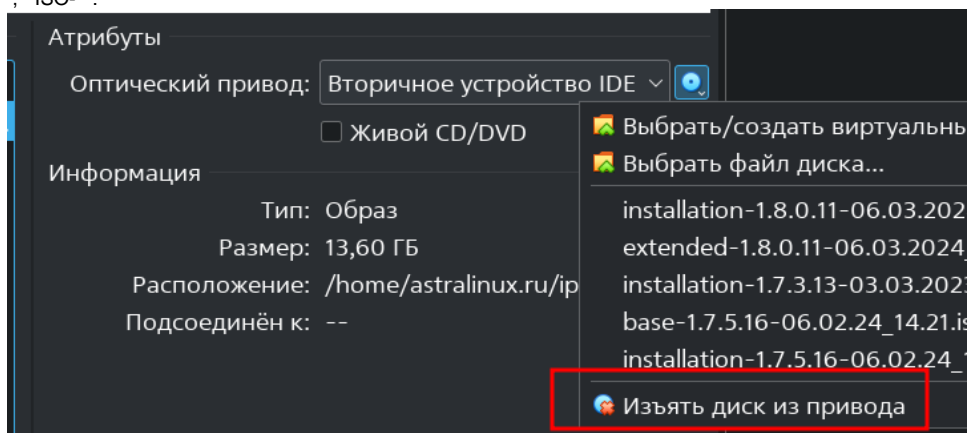 Атрибуты
Оптический привод: Вторичное устройство IDE
Живой CD/DVD
Информация
Тип: Образ
Размер: 13,60 ГБ
Расположение: /home/astralinux.ru/ip
Подсоединён к: --
Выбрать/создать виртуальны
Выбрать файл диска...
installation-1.8.0.11-06.03.202
extended-1.8.0.11-06.03.2024_
installation-1.7.3.13-03.03.202
base-1.7.5.16-06.02.24_14.21.is
installation-1.7.5.16-06.02.24_
Изъять диск из привода